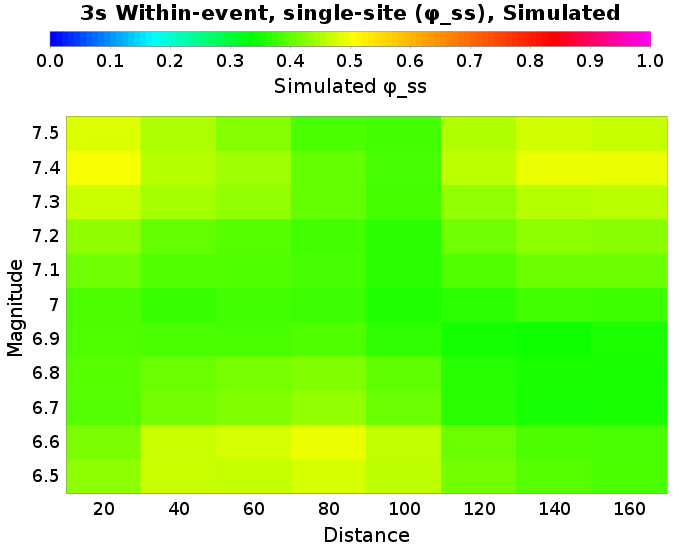 3s Within-event, single-site (φ_ss), Simulated
0.0 0.1 0.2 0.3 0.4 0.5 0.6 0.7 0.8 0.9 1.0
Simulated φ_ss
7.5
7.4
7.3
7.2
7.1
7
6.9
6.8
6.7
6.6
6.5
Magnitude
20 40 60 80 100 120 140 160
Distance